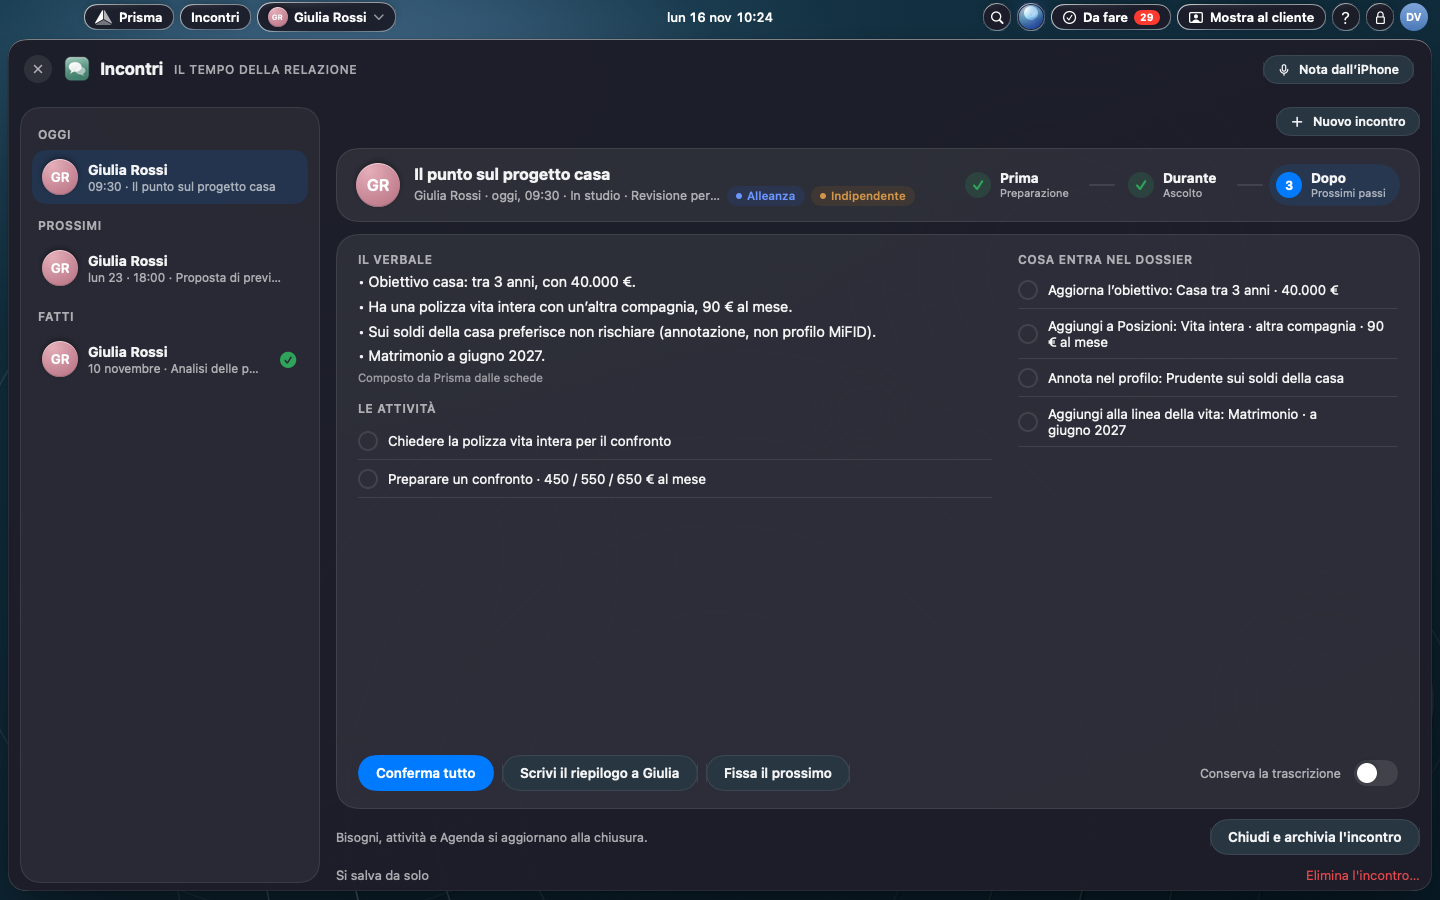 Prisma
Incontri
GR Giulia Rossi
lun 16 nov 10:24
Da fare 29
Mostra al cliente
?
DV
Incontri IL TEMPO DELLA RELAZIONE
Nota dall'iPhone
OGGI
GR
Giulia Rossi
09:30 · Il punto sul progetto casa
PROSSIMI
GR
Giulia Rossi
lun 23 · 18:00 · Proposta di previ...
FATTI
GR
Giulia Rossi
10 novembre · Analisi delle p...
+ Nuovo incontro
GR
Il punto sul progetto casa
Giulia Rossi · oggi, 09:30 · In studio · Revisione per... • Alleanza • Indipendente
Prima
Preparazione
Durante
Ascolto
3
Dopo
Prossimi passi
IL VERBALE
• Obiettivo casa: tra 3 anni, con 40.000 €.
• Ha una polizza vita intera con un’altra compagnia, 90 € al mese.
• Sui soldi della casa preferisce non rischiare (annotazione, non profilo MiFID).
• Matrimonio a giugno 2027.
Composto da Prisma dalle schede
LE ATTIVITÀ
Chiedere la polizza vita intera per il confronto
Preparare un confronto · 450 / 550 / 650 € al mese
COSA ENTRA NEL DOSSIER
Aggiorna l’obiettivo: Casa tra 3 anni · 40.000 €
Aggiungi a Posizioni: Vita intera · altra compagnia · 90
€ al mese
Annota nel profilo: Prudente sui soldi della casa
Aggiungi alla linea della vita: Matrimonio · a
giugno 2027
Conferma tutto
Scrivi il riepilogo a Giulia
Fissa il prossimo
Conserva la trascrizione
Bisogni, attività e Agenda si aggiornano alla chiusura.
Chiudi e archivia l'incontro
Si salva da solo
Elimina l'incontro...